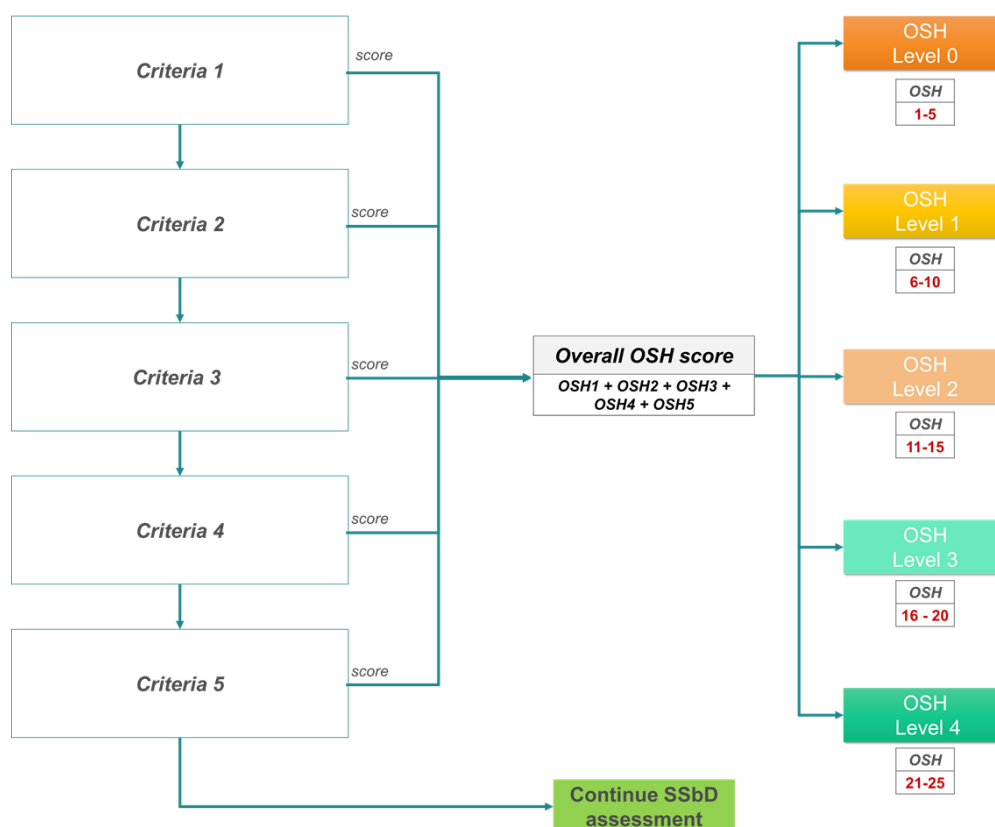 Criteria 1
score
Criteria 2
score
Criteria 3
score
Criteria 4
score
Criteria 5
score
Overall OSH score
OSH1 + OSH2 + OSH3 +
OSH4 + OSH5
Continue SSbD
assessment
OSH
Level 0
OSH
1-5
OSH
Level 1
OSH
6-10
OSH
Level 2
OSH
11-15
OSH
Level 3
OSH
16 - 20
OSH
Level 4
OSH
21-25